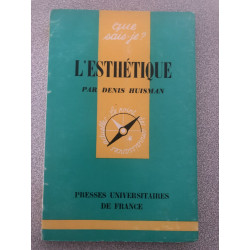 que
sais-je?
L'ESTHÉTIQUE
PAR DENIS HUISMAN
PRESSES UNIVERSITAIRES
DE FRANCE